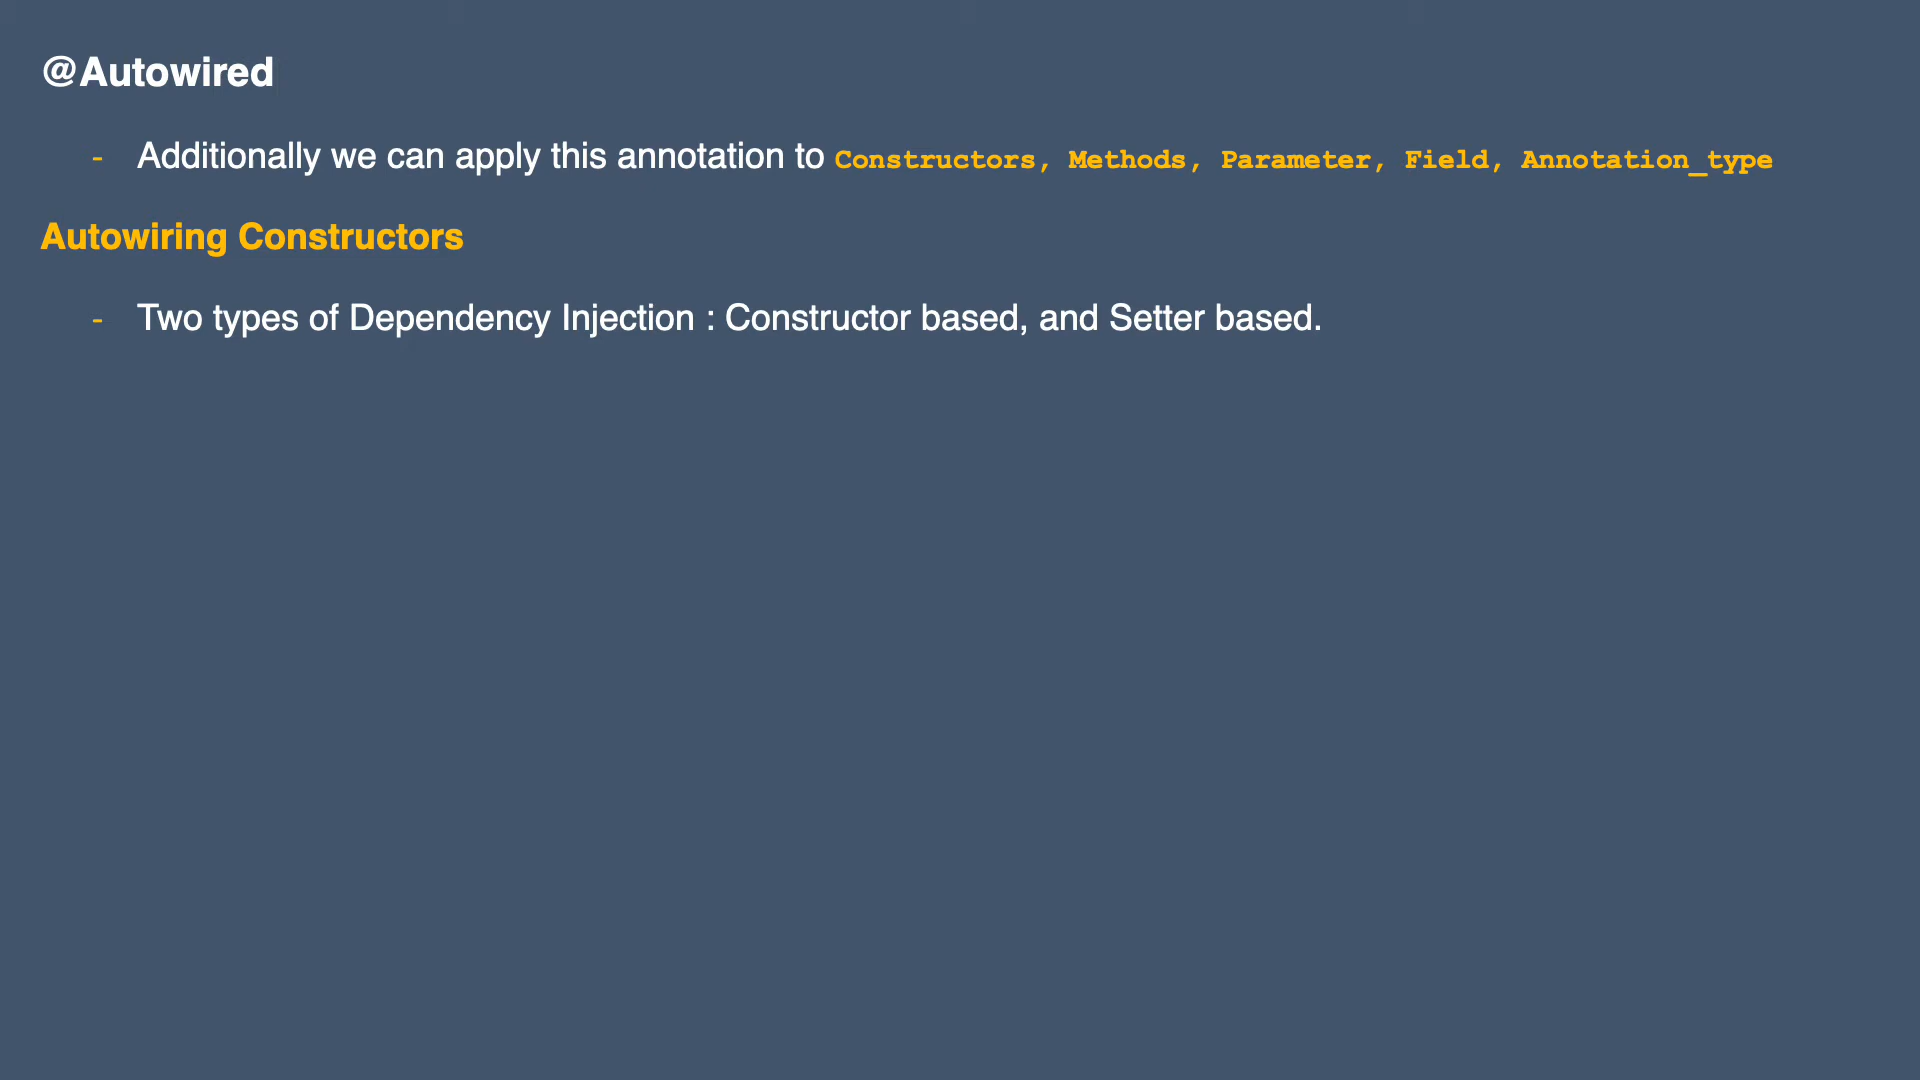 @Autowired
- Additionally we can apply this annotation to Constructors, Methods, Parameter, Field, Annotation_type
Autowiring Constructors
- Two types of Dependency Injection : Constructor based, and Setter based.